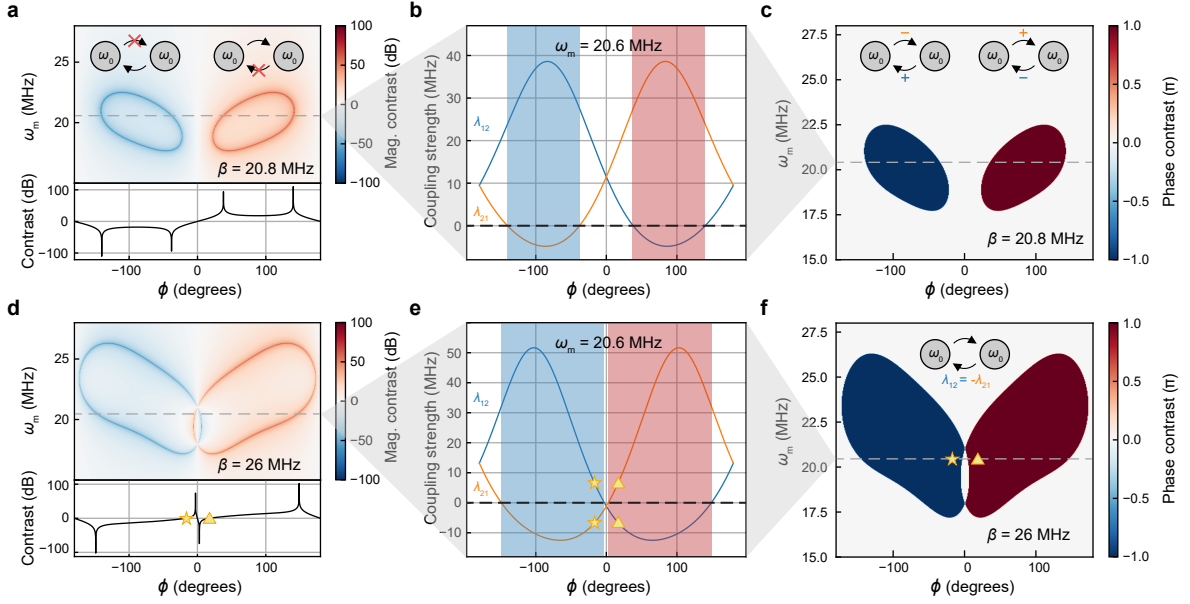 a
ω0 ω0 ω0 ω0
β = 20.8 MHz
ωm (MHz)
25
20
100
50
0
−50
−100
Mag. contrast (dB)
Contrast (dB)
100
0
−100
−100 0 100
ϕ (degrees)
b
ωm = 20.6 MHz
λ12
λ21
Coupling strength (MHz)
40
30
20
10
0
−100 0 100
ϕ (degrees)
c
− +
ω0 ω0 ω0 ω0
+ −
β = 20.8 MHz
ωm (MHz)
27.5
25.0
22.5
20.0
17.5
15.0
−100 0 100
ϕ (degrees)
1.0
0.5
0.0
−0.5
−1.0
Phase contrast (π)
d
β = 26 MHz
ωm (MHz)
25
20
100
50
0
−50
−100
Mag. contrast (dB)
Contrast (dB)
100
0
−100
−100 0 100
ϕ (degrees)
e
ωm = 20.6 MHz
λ12
λ21
Coupling strength (MHz)
50
40
30
20
10
0
−10
−100 0 100
ϕ (degrees)
f
ω0 ω0
λ12 = -λ21
β = 26 MHz
ωm (MHz)
27.5
25.0
22.5
20.0
17.5
15.0
−100 0 100
ϕ (degrees)
1.0
0.5
0.0
−0.5
−1.0
Phase contrast (π)